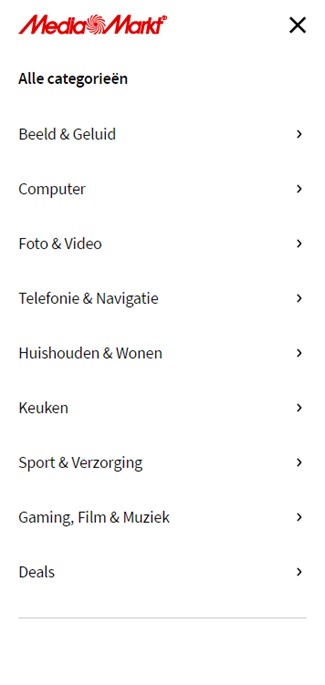 MediaMarkt®
Alle categorieën
Beeld & Geluid
Computer
Foto & Video
Telefonie & Navigatie
Huishouden & Wonen
Keuken
Sport & Verzorging
Gaming, Film & Muziek
Deals